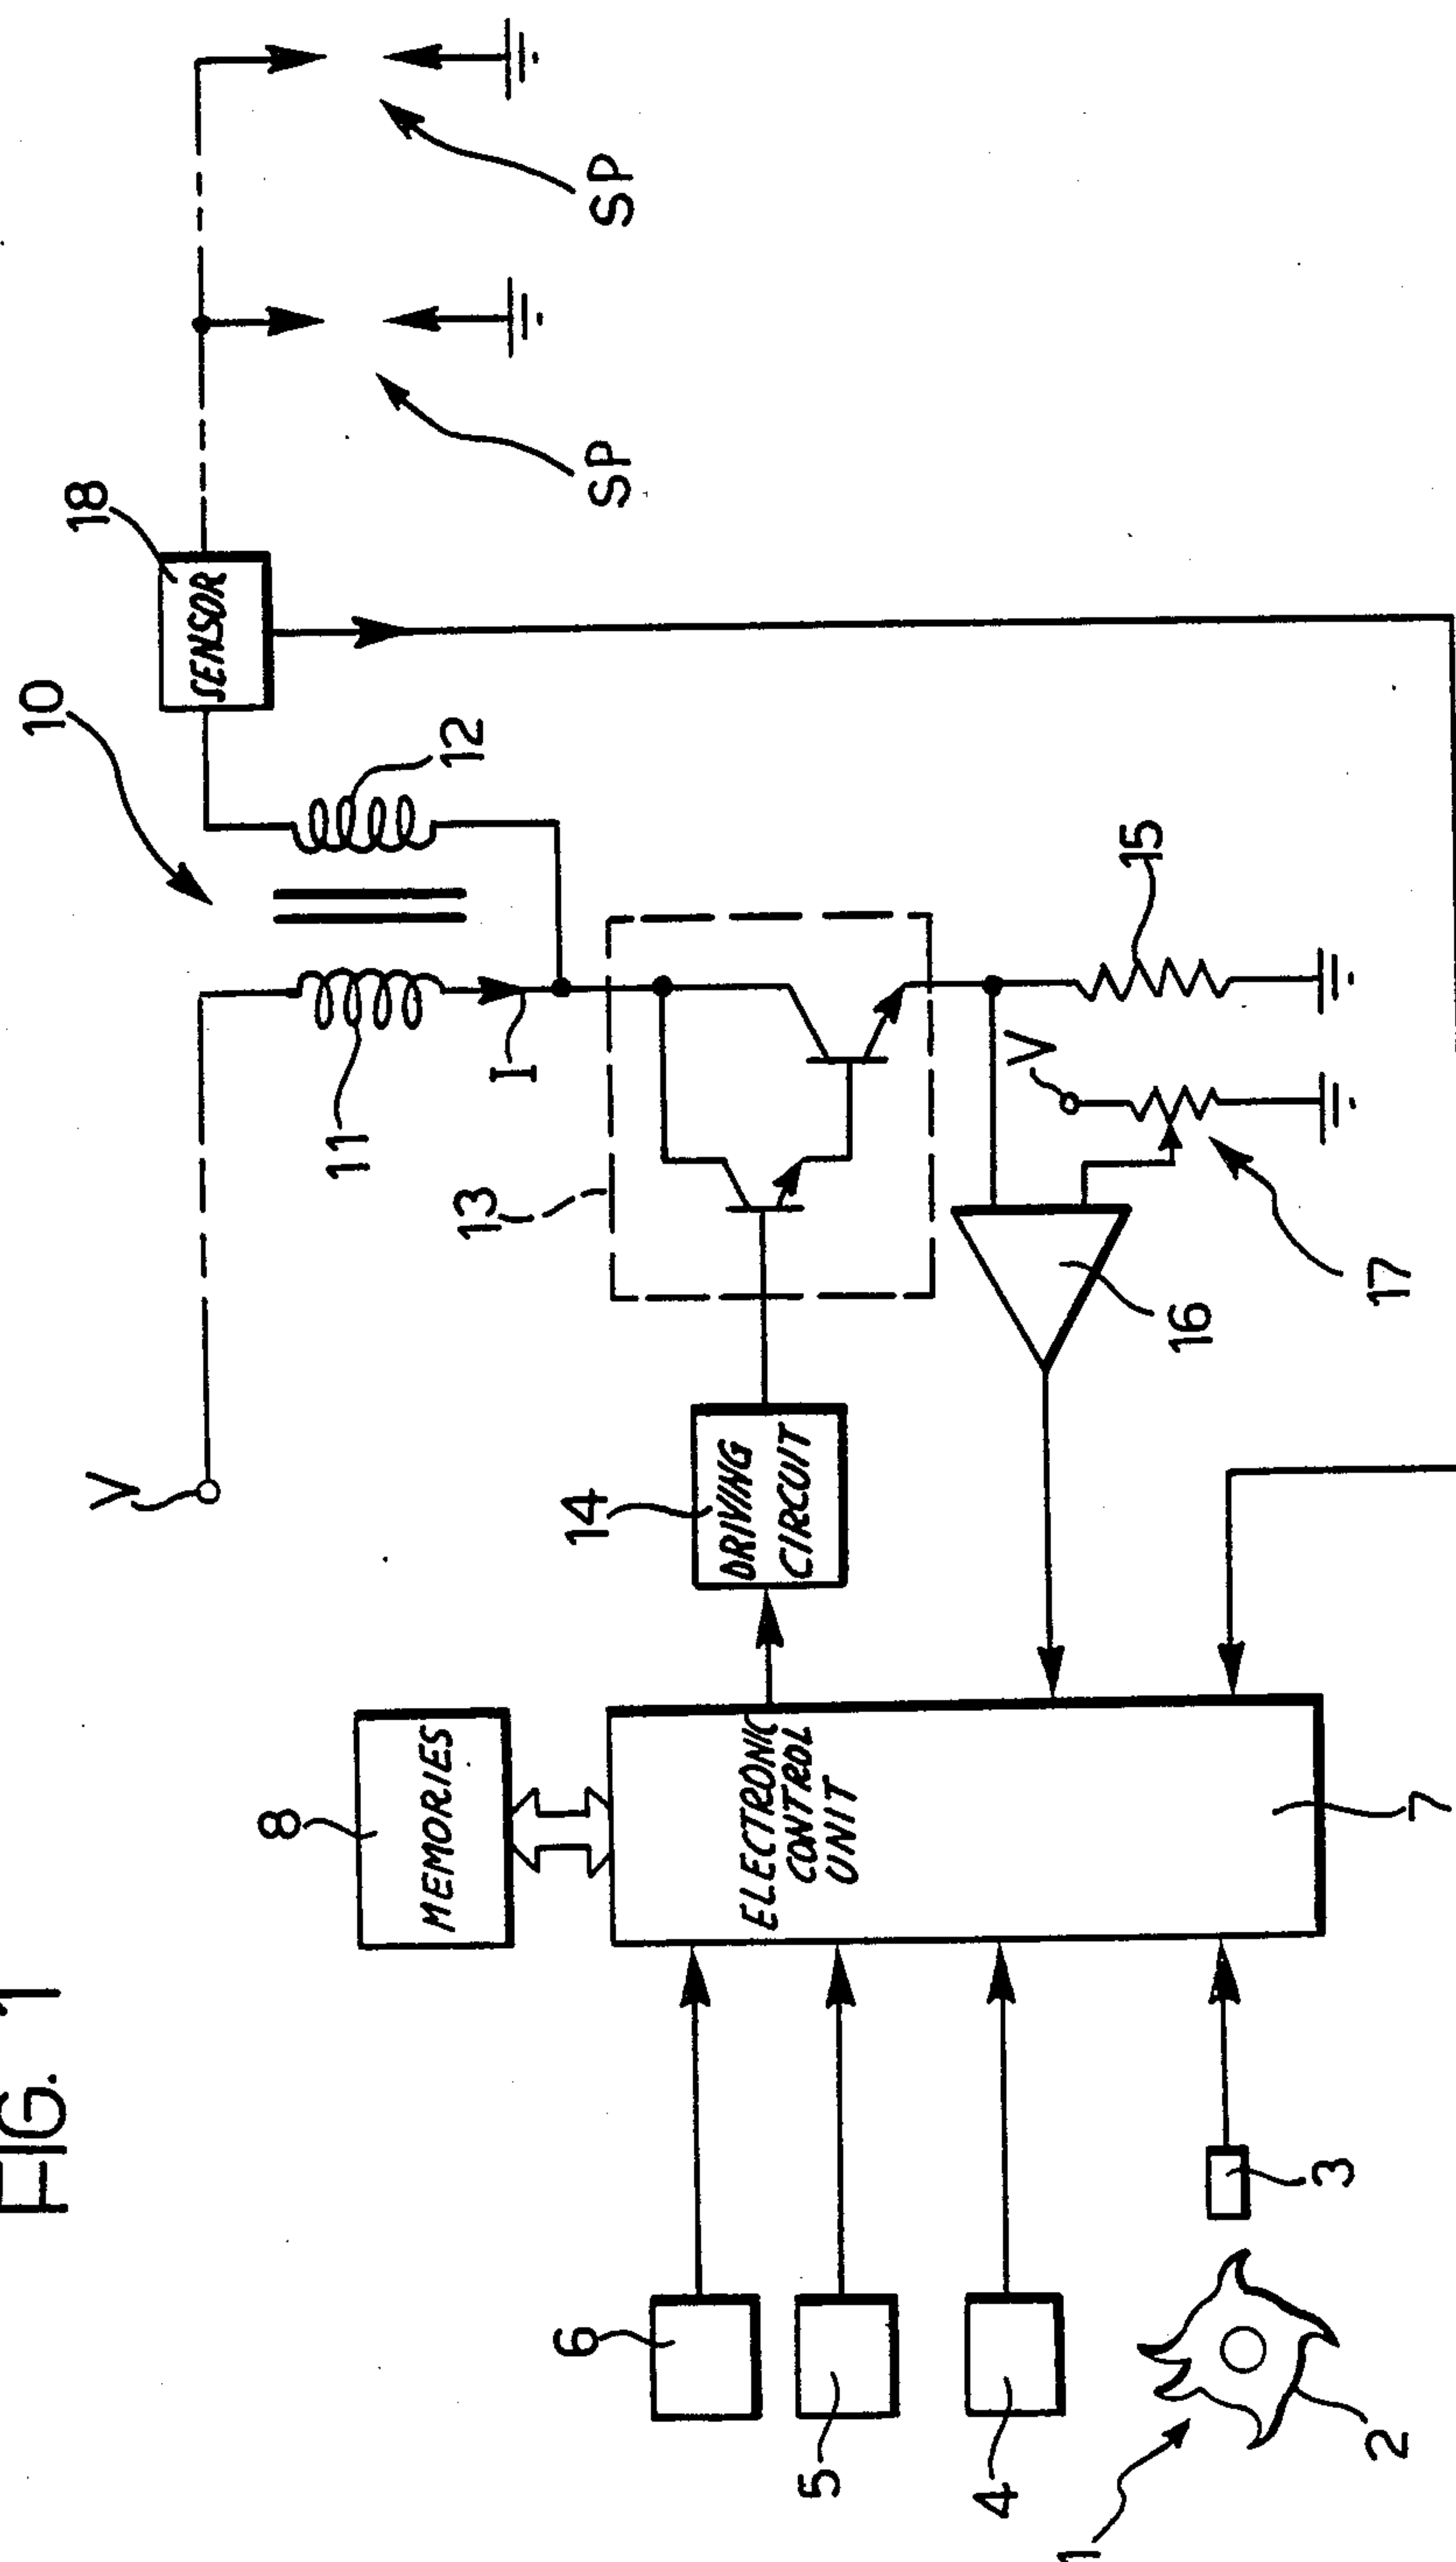 FIG. 1
V
10
18
SENSOR
11
12
SP
SP
I
8
MEMORIES
14
DRIVING
CIRCUIT
13
6
5
4
ELECTRONIC
CONTROL
UNIT
V
15
16
17
1
2
3
7